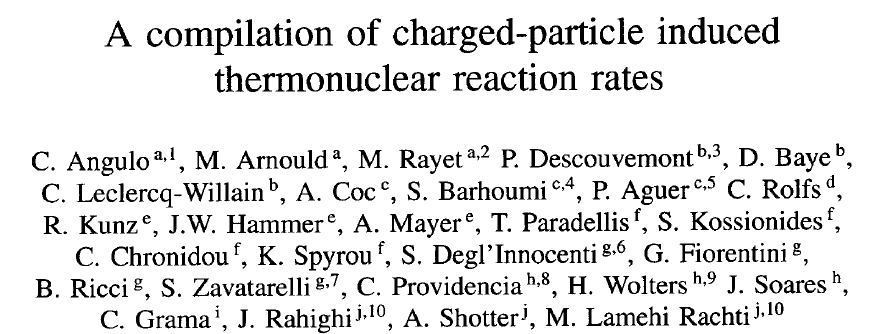 A compilation of charged-particle induced
thermonuclear reaction rates
C. Angulo a,1, M. Arnould a, M. Rayet a,2 P. Descouvemont b,3, D. Baye b,
C. Leclercq-Willain b, A. Coc c, S. Barhoumi c,4, P. Aguer c,5 C. Rolfs d,
R. Kunz e, J.W. Hammer e, A. Mayer e, T. Paradellis f, S. Kossionides f,
C. Chronidou f, K. Spyrou f, S. Degl'Innocenti g,6, G. Fiorentini g,
B. Ricci g, S. Zavatarelli g,7, C. Providencia h,8, H. Wolters h,9 J. Soares h,
C. Grama i, J. Rahighi j,10, A. Shotter j, M. Lamehi Rachti j,10